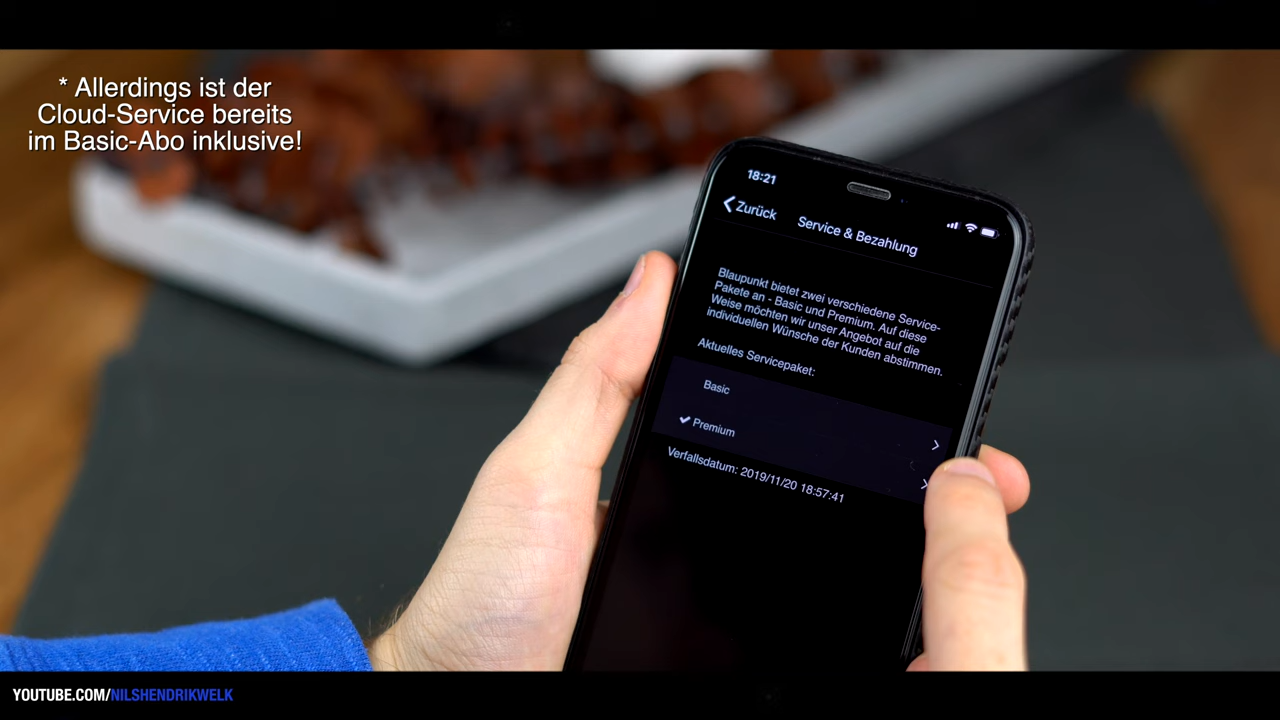 * Allerdings ist der
Cloud-Service bereits
im Basic-Abo inklusive!
18:21
Zurück
Service & Bezahlung
Blaupunkt bietet zwei verschiedene Service-
Pakete an - Basic und Premium. Auf diese
Weise möchten wir unser Angebot auf die
individuellen Wünsche der Kunden abstimmen.
Aktuelles Servicepaket:
Basic
Premium
Verfallsdatum: 2019/11/20 18:57:41
YOUTUBE.COM/NILSHENDRIKWELK